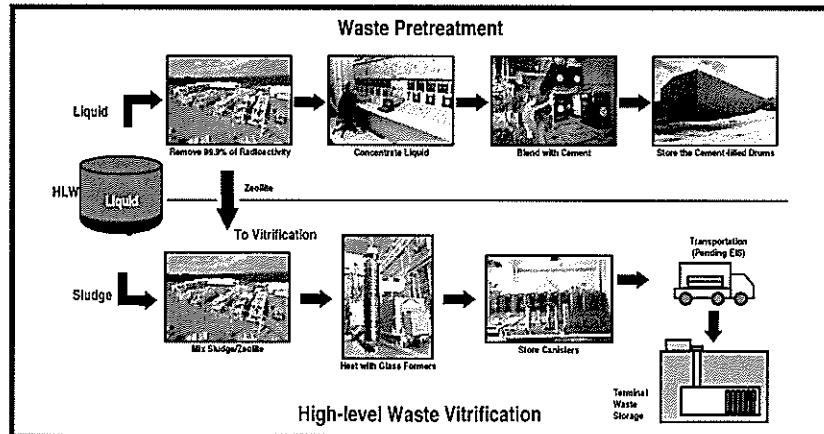 Waste Pretreatment
Liquid
Remove 99.9% of Radioactivity
Concentrate Liquid
Blend with Cement
Store the Cement-filled Drums
HLW
Liquid
Zeolite
To Vitrification
Sludge
Mix Sludge/Zeolite
Heat with Glass Formers
Store Canisters
Transportation
(Pending EIS)
Terminal
Waste
Storage
High-level Waste Vitrification